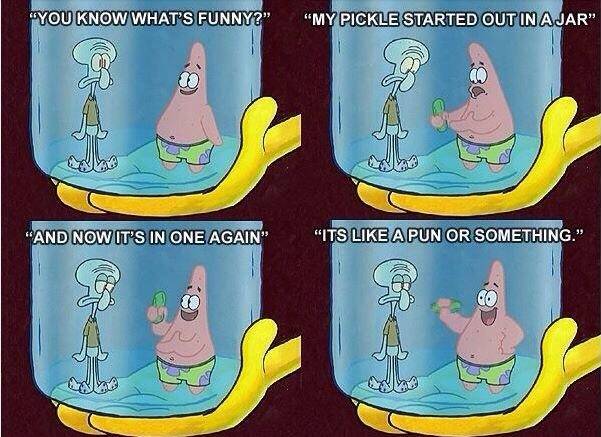 “YOU KNOW WHAT’S FUNNY?”
“MY PICKLE STARTED OUT IN A JAR”
“AND NOW IT’S IN ONE AGAIN”
“ITS LIKE A PUN OR SOMETHING.”